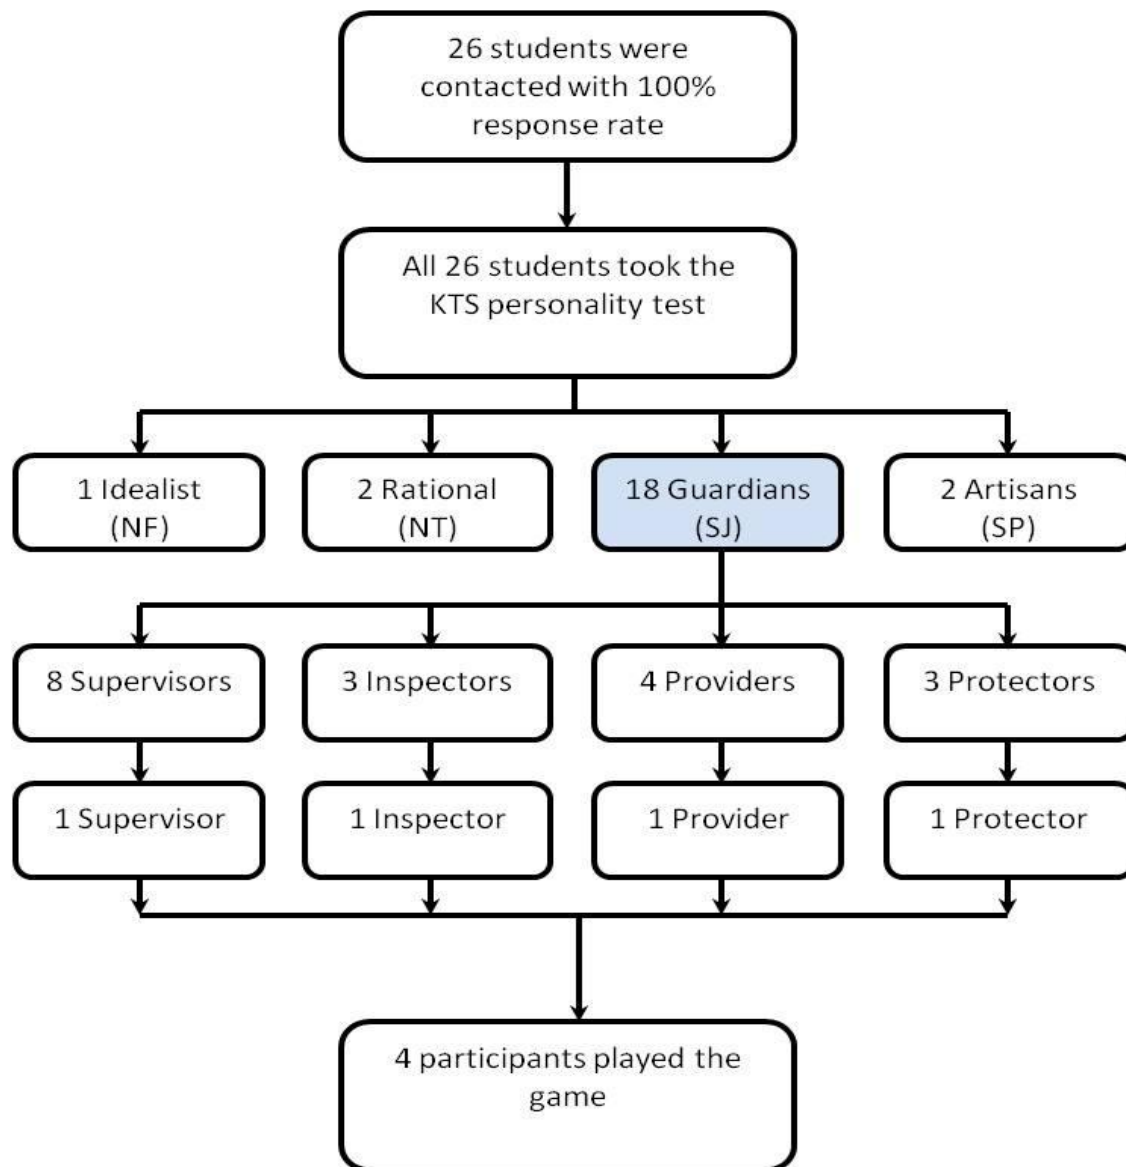 26 students were
contacted with 100%
response rate
All 26 students took the
KTS personality test
1 Idealist
(NF)
2 Rational
(NT)
18 Guardians
(SJ)
2 Artisans
(SP)
8 Supervisors
3 Inspectors
4 Providers
3 Protectors
1 Supervisor
1 Inspector
1 Provider
1 Protector
4 participants played the
game